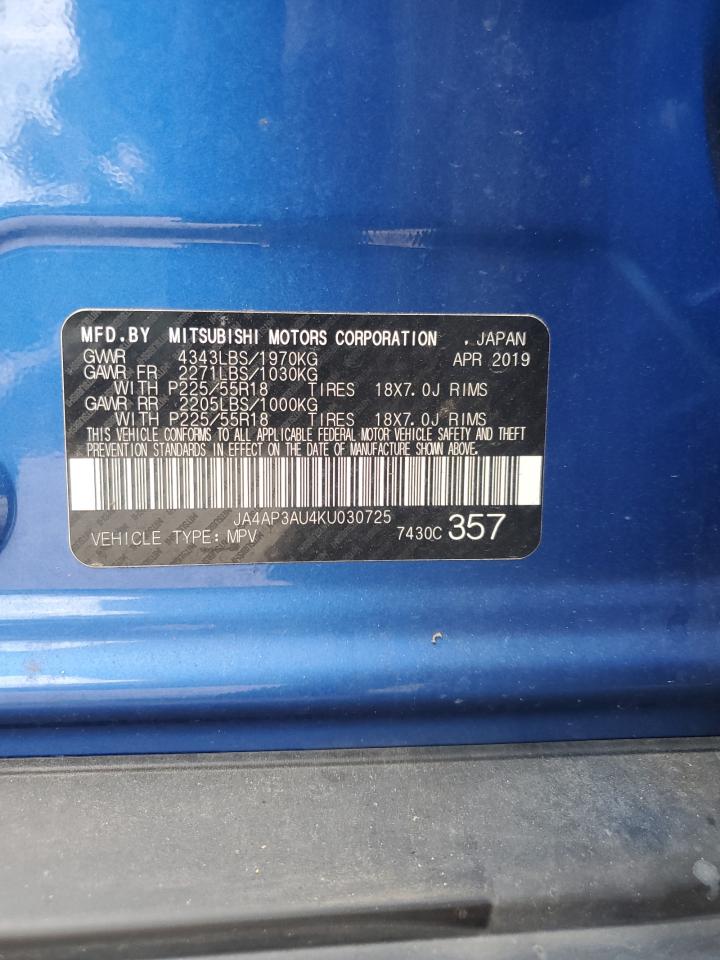 MFD.BY MITSUBISHI MOTORS CORPORATION , JAPAN
GVWR 4343LBS/1970KG APR 2019
GAWR FR 2271LBS/1030KG
WITH P225/55R18 TIRES 18X7.0J RIMS
GAWR RR 2205LBS/1000KG
WITH P225/55R18 TIRES 18X7.0J RIMS
THIS VEHICLE CONFORMS TO ALL APPLICABLE FEDERAL MOTOR VEHICLE SAFETY AND THEFT
PREVENTION STANDARDS IN EFFECT ON THE DATE OF MANUFACTURE SHOWN ABOVE.
JA4AP3AU4KU030725
VEHICLE TYPE: MPV 7430C 357